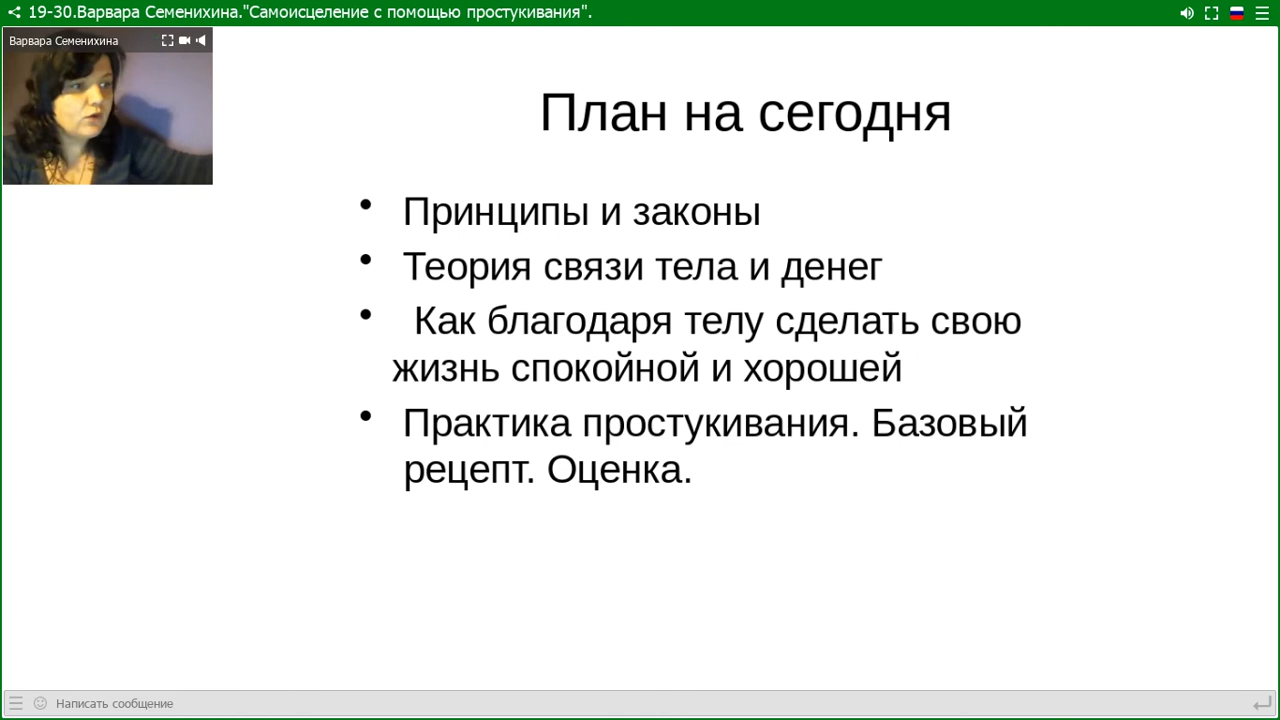 19-30.Варвара Семенихина."Самоисцеление с помощью простукивания".
Варвара Семенихина
План на сегодня
• Принципы и законы
• Теория связи тела и денег
• Как благодаря телу сделать свою
жизнь спокойной и хорошей
• Практика простукивания. Базовый
рецепт. Оценка.
Написать сообщение